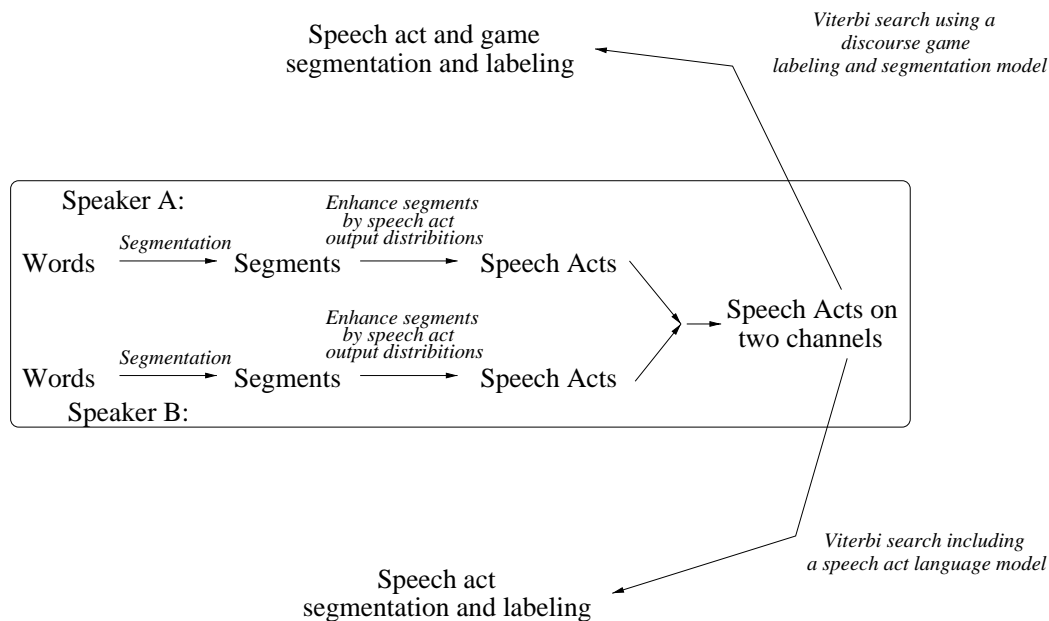 Speech act and game
segmentation and labeling
Viterbi search using a
discourse game
labeling and segmentation model
Speaker A:
Words
Segmentation
Segments
Enhance segments
by speech act
output distribitions
Speech Acts
Words
Segmentation
Segments
Enhance segments
by speech act
output distribitions
Speech Acts
Speaker B:
Speech Acts on
two channels
Viterbi search including
a speech act language model
Speech act
segmentation and labeling